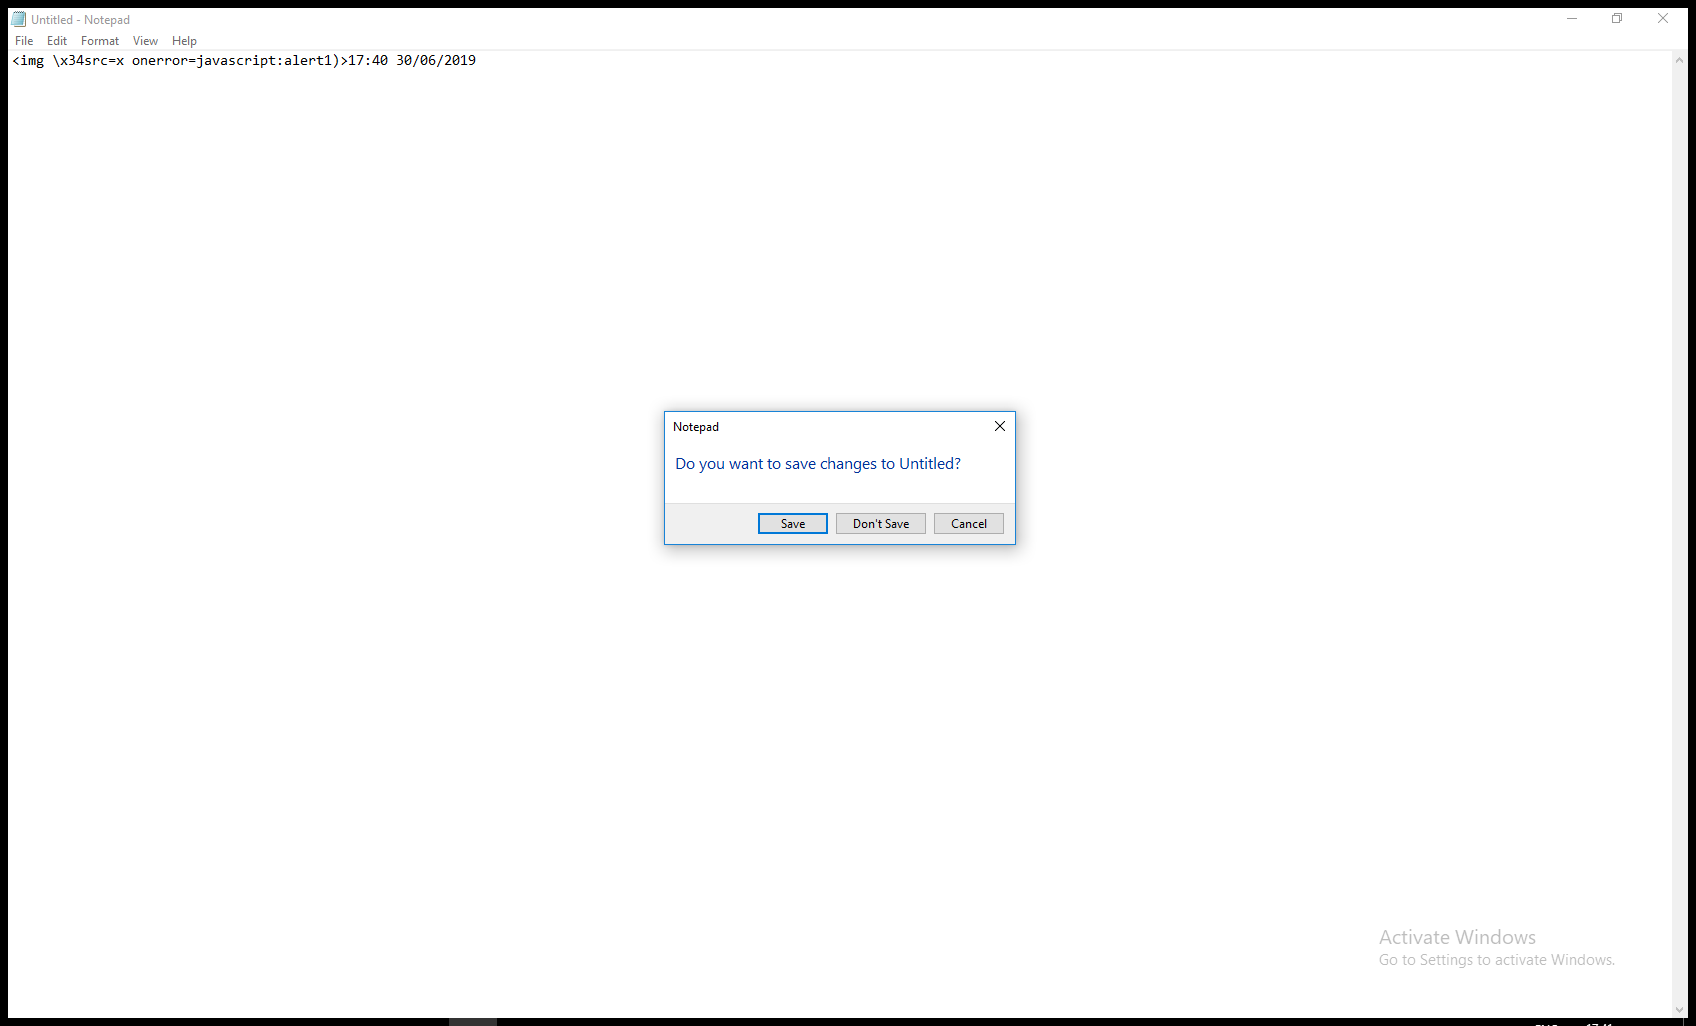 Untitled - Notepad
File Edit Format View Help
<img \x34src=x onerror=javascript:alert1)>17:40 30/06/2019
Notepad
Do you want to save changes to Untitled?
Save Don't Save Cancel
Activate Windows
Go to Settings to activate Windows.